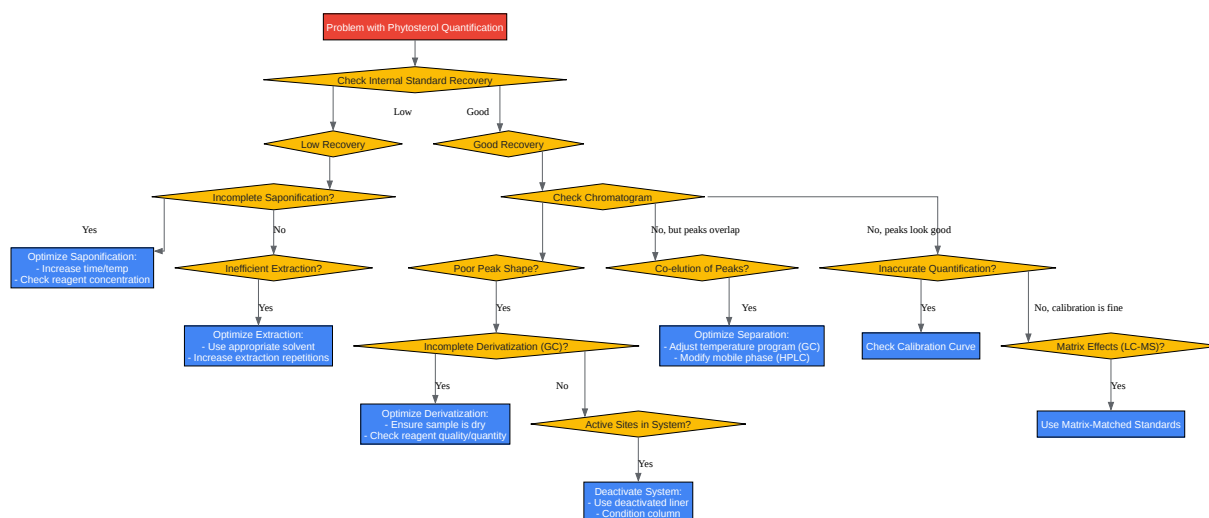 Problem with Phytosterol Quantification
Check Internal Standard Recovery
Low
Good
Low Recovery
Good Recovery
Incomplete Saponification?
Check Chromatogram
Yes
No
No, but peaks overlap
No, peaks look good
Optimize Saponification:
- Increase time/temp
- Check reagent concentration
Inefficient Extraction?
Poor Peak Shape?
Co-elution of Peaks?
Inaccurate Quantification?
Yes
Yes
Yes
Yes
No, calibration is fine
Optimize Extraction:
- Use appropriate solvent
- Increase extraction repetitions
Incomplete Derivatization (GC)?
Optimize Separation:
- Adjust temperature program (GC)
- Modify mobile phase (HPLC)
Check Calibration Curve
Matrix Effects (LC-MS)?
Yes
No
Yes
Optimize Derivatization:
- Ensure sample is dry
- Check reagent quality/quantity
Active Sites in System?
Use Matrix-Matched Standards
Yes
Deactivate System:
- Use deactivated liner
- Condition column